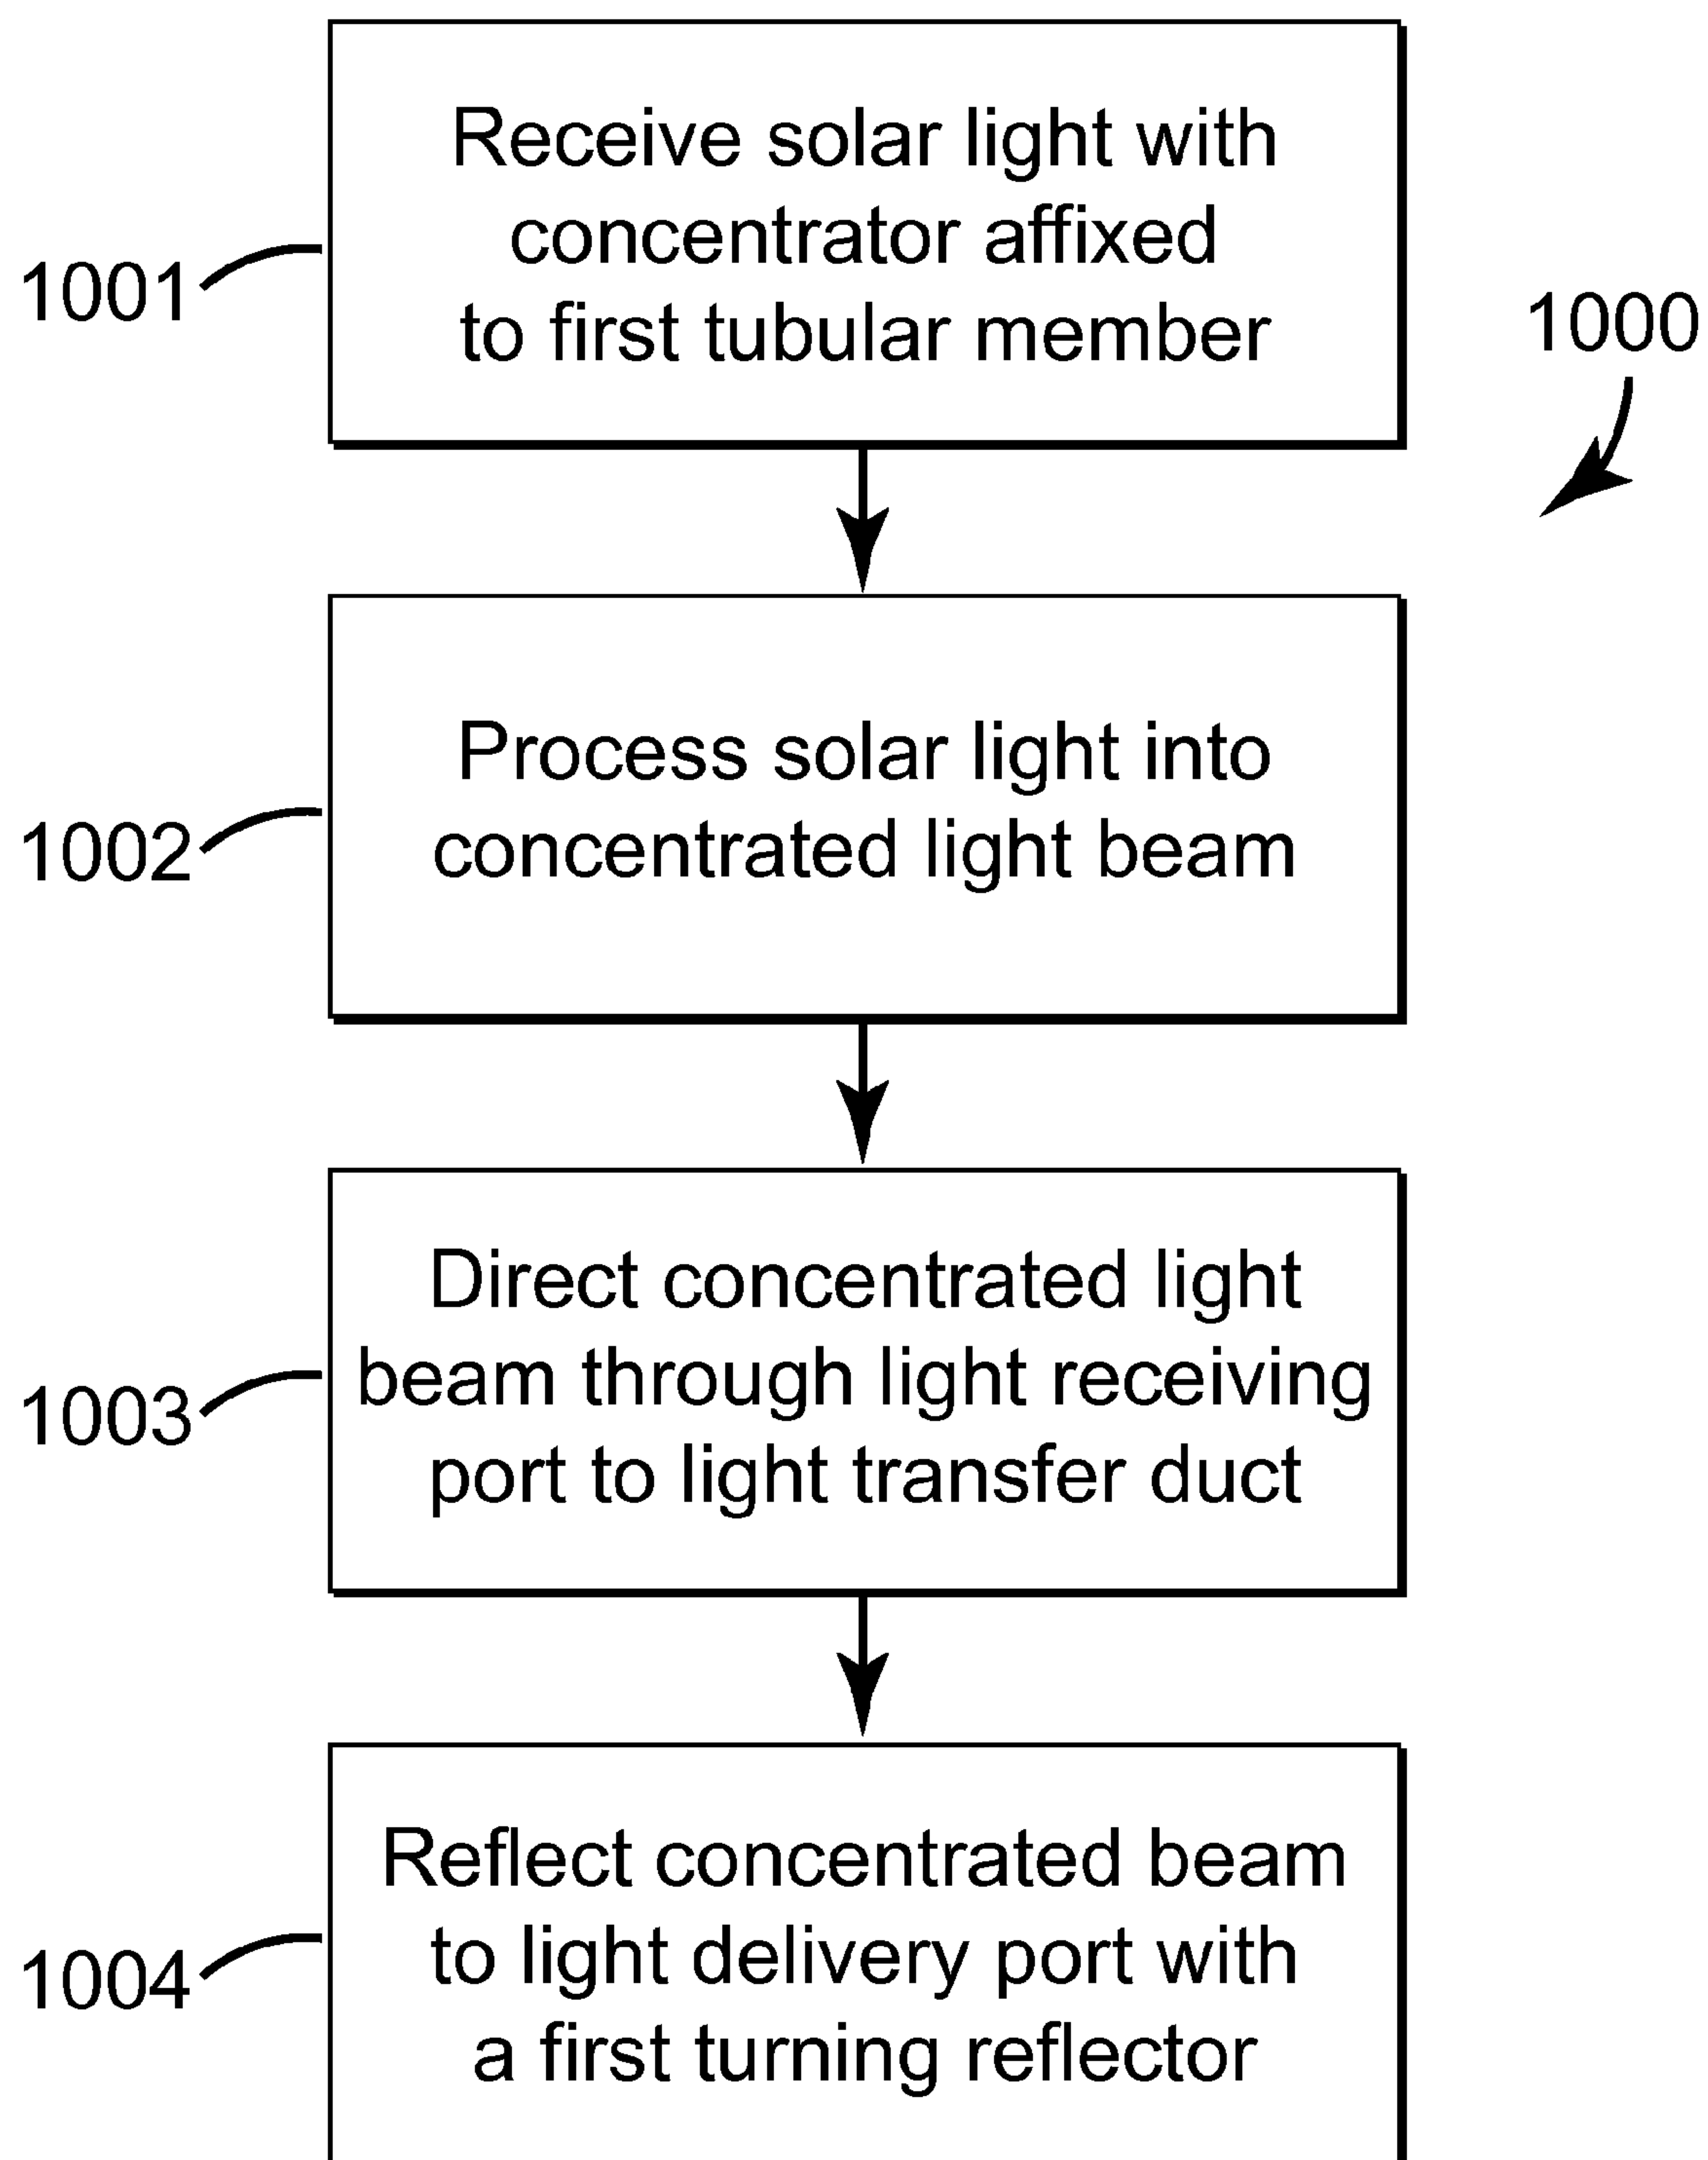 Receive solar light with
concentrator affixed
to first tubular member
1001
1000
Process solar light into
concentrated light beam
1002
Direct concentrated light
beam through light receiving
port to light transfer duct
1003
Reflect concentrated beam
to light delivery port with
a first turning reflector
1004